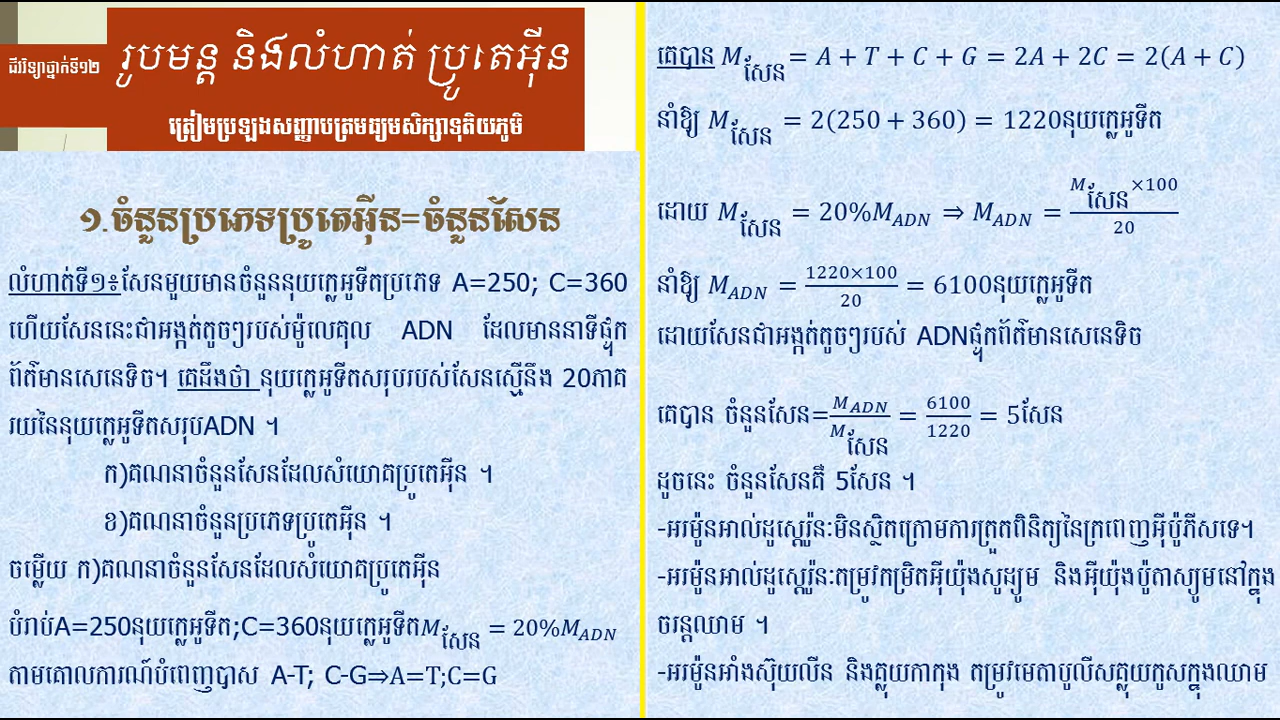 ជីវវិទ្យាថ្នាក់ទី១២
រូបមន្ត និងលំហាត់ ប្រូតេអ៊ីន
ត្រៀមប្រឡងសញ្ញាបត្រមធ្យមសិក្សាទុតិយភូមិ
១.ចំនួនប្រភេទប្រូតេអ៊ីន=ចំនួនសែន
លំហាត់ទី១៖សែនមួយមានចំនួននុយក្លេអូទីតប្រភេទ A=250; C=360
ហើយសែននេះជាអង្កត់តូចៗរបស់ម៉ូលេគុល ADN ដែលមាននាទីផ្ទុក
ព័ត៌មានសេនេទិច។ គេដឹងថា នុយក្លេអូទីតសរុបរបស់សែនស្មើនឹង 20ភាគ
រយនៃនុយក្លេអូទីតសរុបADN ។
ក)គណនាចំនួនសែនដែលសំយោគប្រូតេអ៊ីន ។
ខ)គណនាចំនួនប្រភេទប្រូតេអ៊ីន ។
ចម្លើយ ក)គណនាចំនួនសែនដែលសំយោគប្រូតេអ៊ីន
បំរាប់A=250នុយក្លេអូទីត;C=360នុយក្លេអូទីតM សែន = 20%M ADN
តាមគោលការណ៍បំពេញបាស A-T; C-G⇒A=T;C=G
គេបាន M សែន = A + T + C + G = 2A + 2C = 2(A + C)
នាំឱ្យ M សែន = 2(250 + 360) = 1220នុយក្លេអូទីត
ដោយ M សែន = 20%M ADN ⇒ M ADN = M សែន ×100 / 20
នាំឱ្យ M ADN = 1220×100 / 20 = 6100នុយក្លេអូទីត
ដោយសែនជាអង្កត់តូចៗរបស់ ADNផ្ទុកព័ត៌មានសេនេទិច
គេបាន ចំនួនសែន= M ADN / M សែន = 6100 / 1220 = 5សែន
ដូចនេះ ចំនួនសែនគឺ 5សែន ។
-អរម៉ូនអាល់ដូស្តេរ៉ូនៈមិនស្ថិតក្រោមការត្រួតពិនិត្យនៃក្រពេញអ៊ីប៉ូភីសទេ។
-អរម៉ូនអាល់ដូស្តេរ៉ូនៈតម្រូវកម្រិតអ៊ីយ៉ុងសូដ្យូម និងអ៊ីយ៉ុងប៉ូតាស្យូមនៅក្នុង
ចរន្តឈាម ។
-អរម៉ូនអាំងស៊ុយលីន និងគ្លុយកាកុង តម្រូវមេតាបូលីសគ្លុយកូសក្នុងឈាម